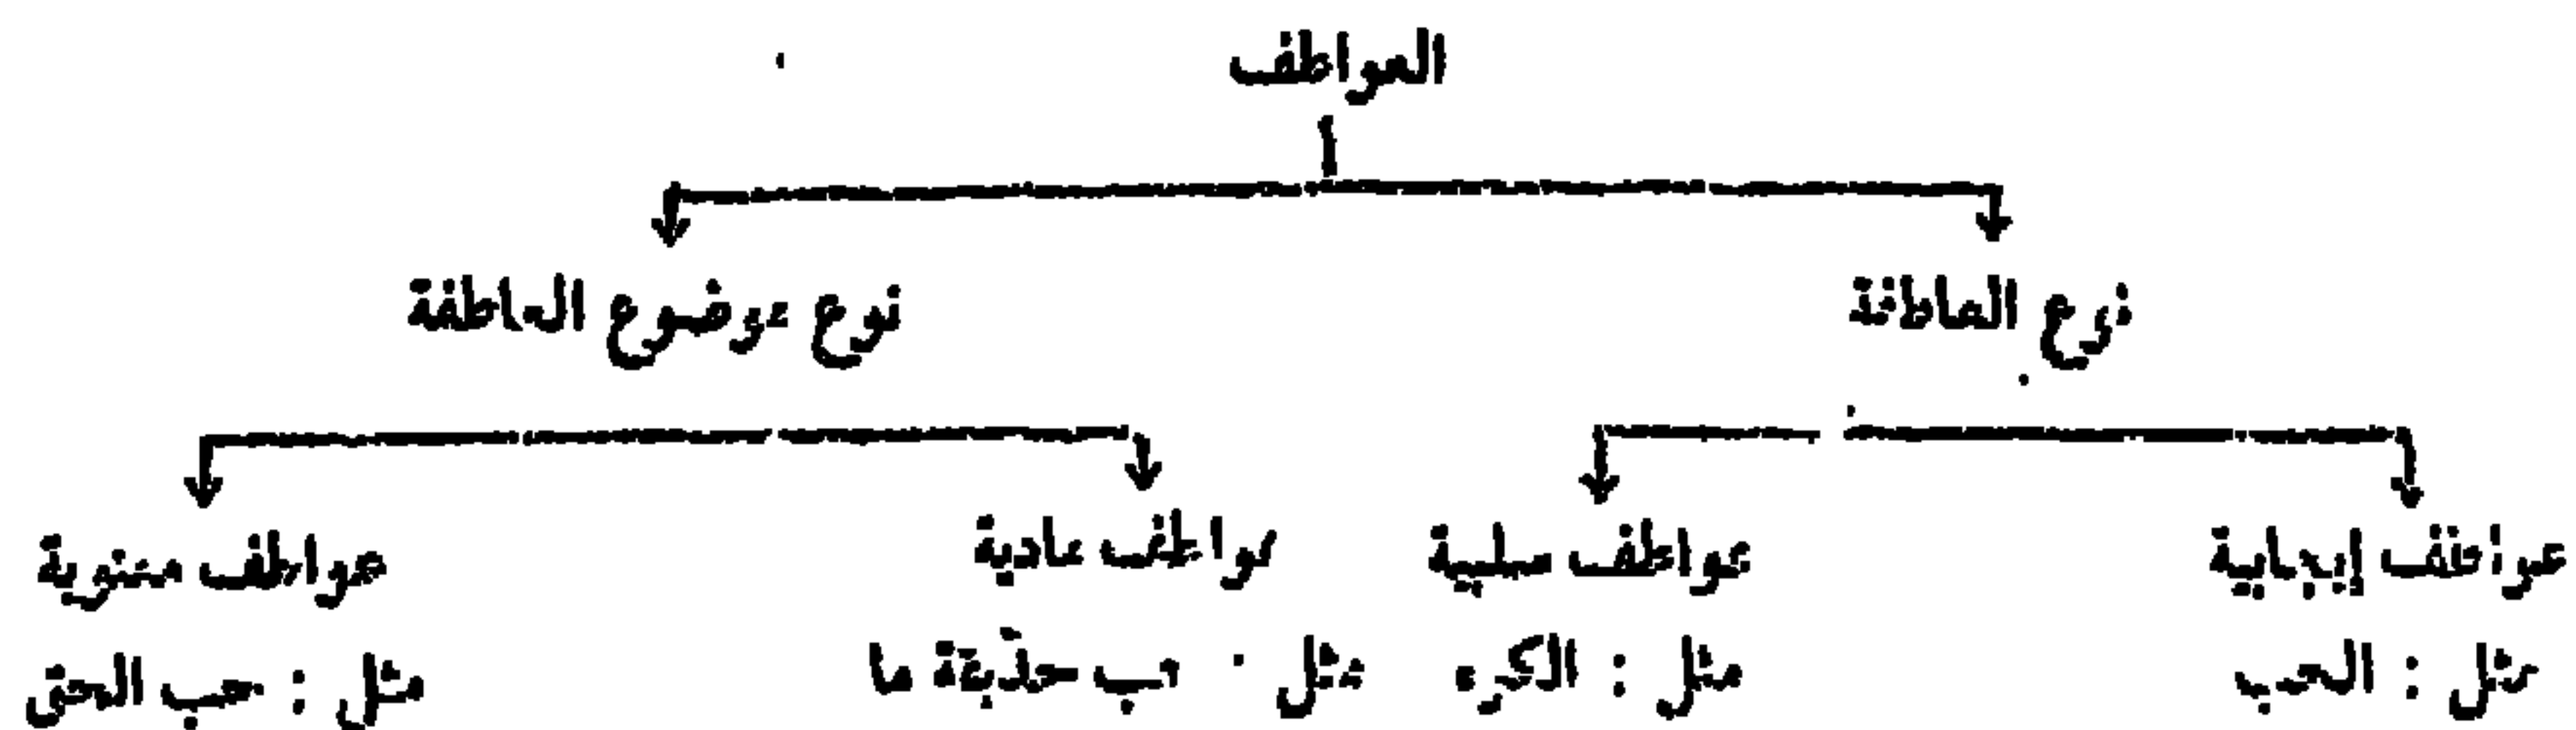 العواطف
نوع العاطفة
نوع موضوع العاطفة
عواطف إيجابية
مثل : الحب
عواطف سلبية
مثل : الكره
عواطف مادية
مثل : حب حديقة ما
عواطف معنوية
مثل : حب الحق